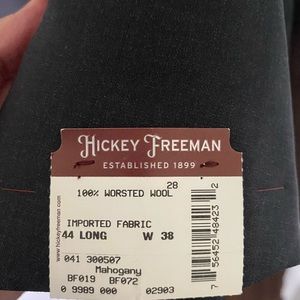 HICKEY FREEMAN
ESTABLISHED 1899
28
100% WORSTED WOOL
IMPORTED FABRIC
44 LONG W 38
041 300507
Mahogany
BF019 BF072
0 9989 000 02903
www.hickeyfreeman.com
7 56452 48423 2